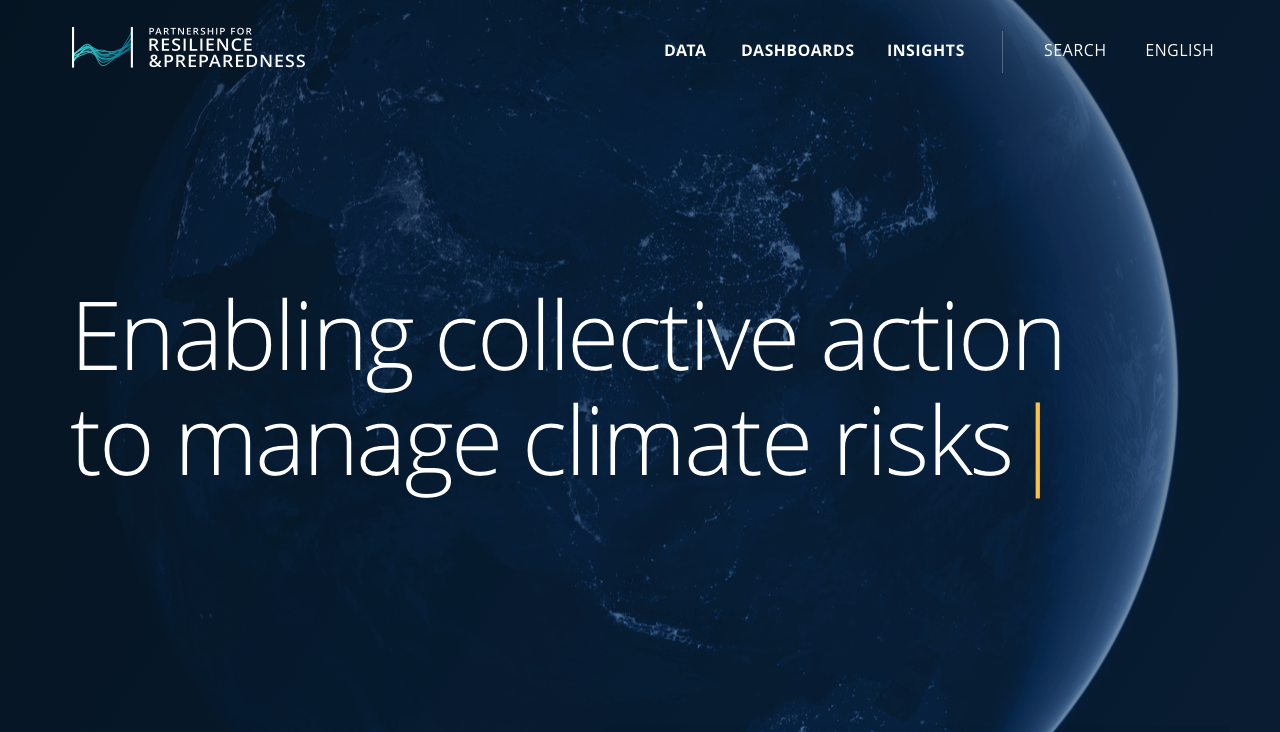 PARTNERSHIP FOR
RESILIENCE
&PREPAREDNESS
DATA DASHBOARDS INSIGHTS SEARCH ENGLISH
Enabling collective action
to manage climate risks